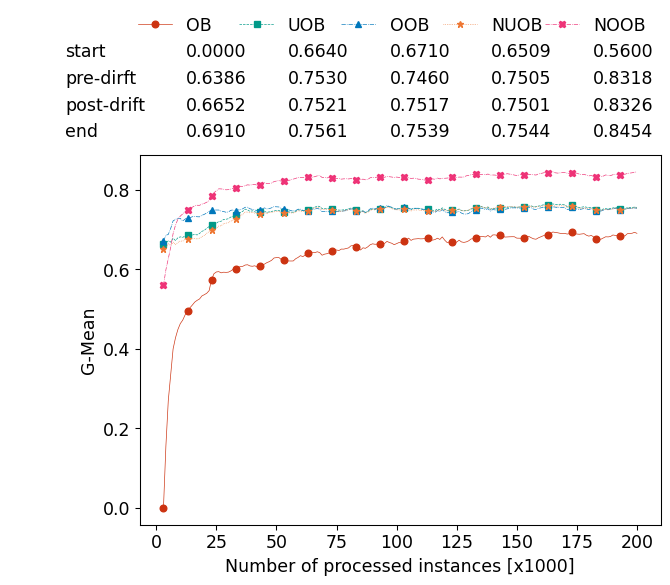 OB UOB OOB NUOB NOOB
start 0.0000 0.6640 0.6710 0.6509 0.5600
pre-dirft 0.6386 0.7530 0.7460 0.7505 0.8318
post-drift 0.6652 0.7521 0.7517 0.7501 0.8326
end 0.6910 0.7561 0.7539 0.7544 0.8454
0.8
0.6
0.4
0.2
0.0
G-Mean
0 25 50 75 100 125 150 175 200
Number of processed instances [x1000]